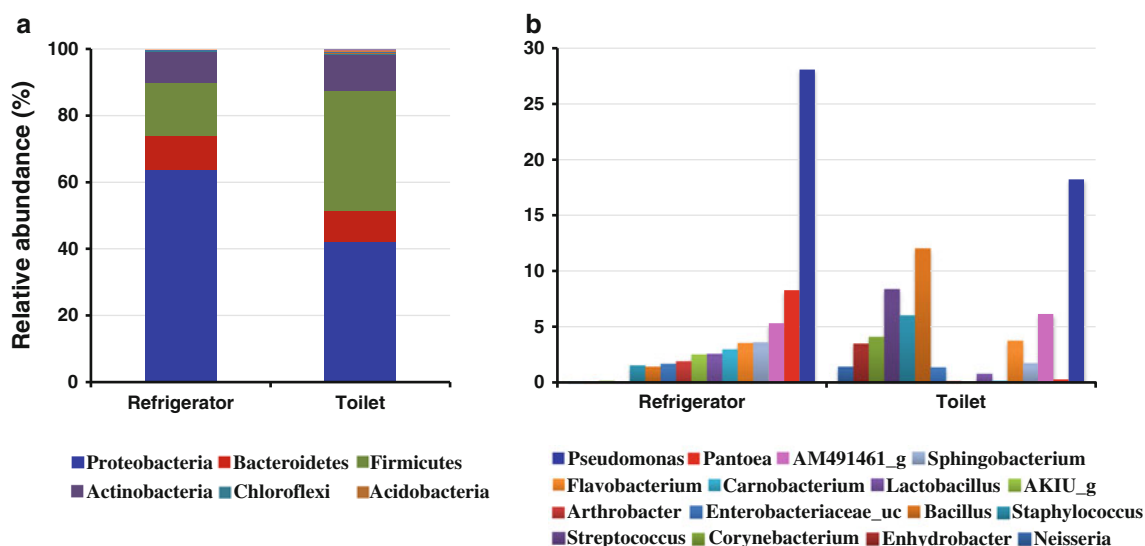 a
Relative abundance (%)
100
80
60
40
20
0
Refrigerator Toilet
Proteobacteria Bacteroidetes Firmicutes
Actinobacteria Chloroflexi Acidobacteria
b
30
25
20
15
10
5
0
Refrigerator Toilet
Pseudomonas Pantoea AM491461_g Sphingobacterium
Flavobacterium Carnobacterium Lactobacillus AKIU_g
Arthrobacter Enterobacteriaceae_uc Bacillus Staphylococcus
Streptococcus Corynebacterium Enhydrobacter Neisseria